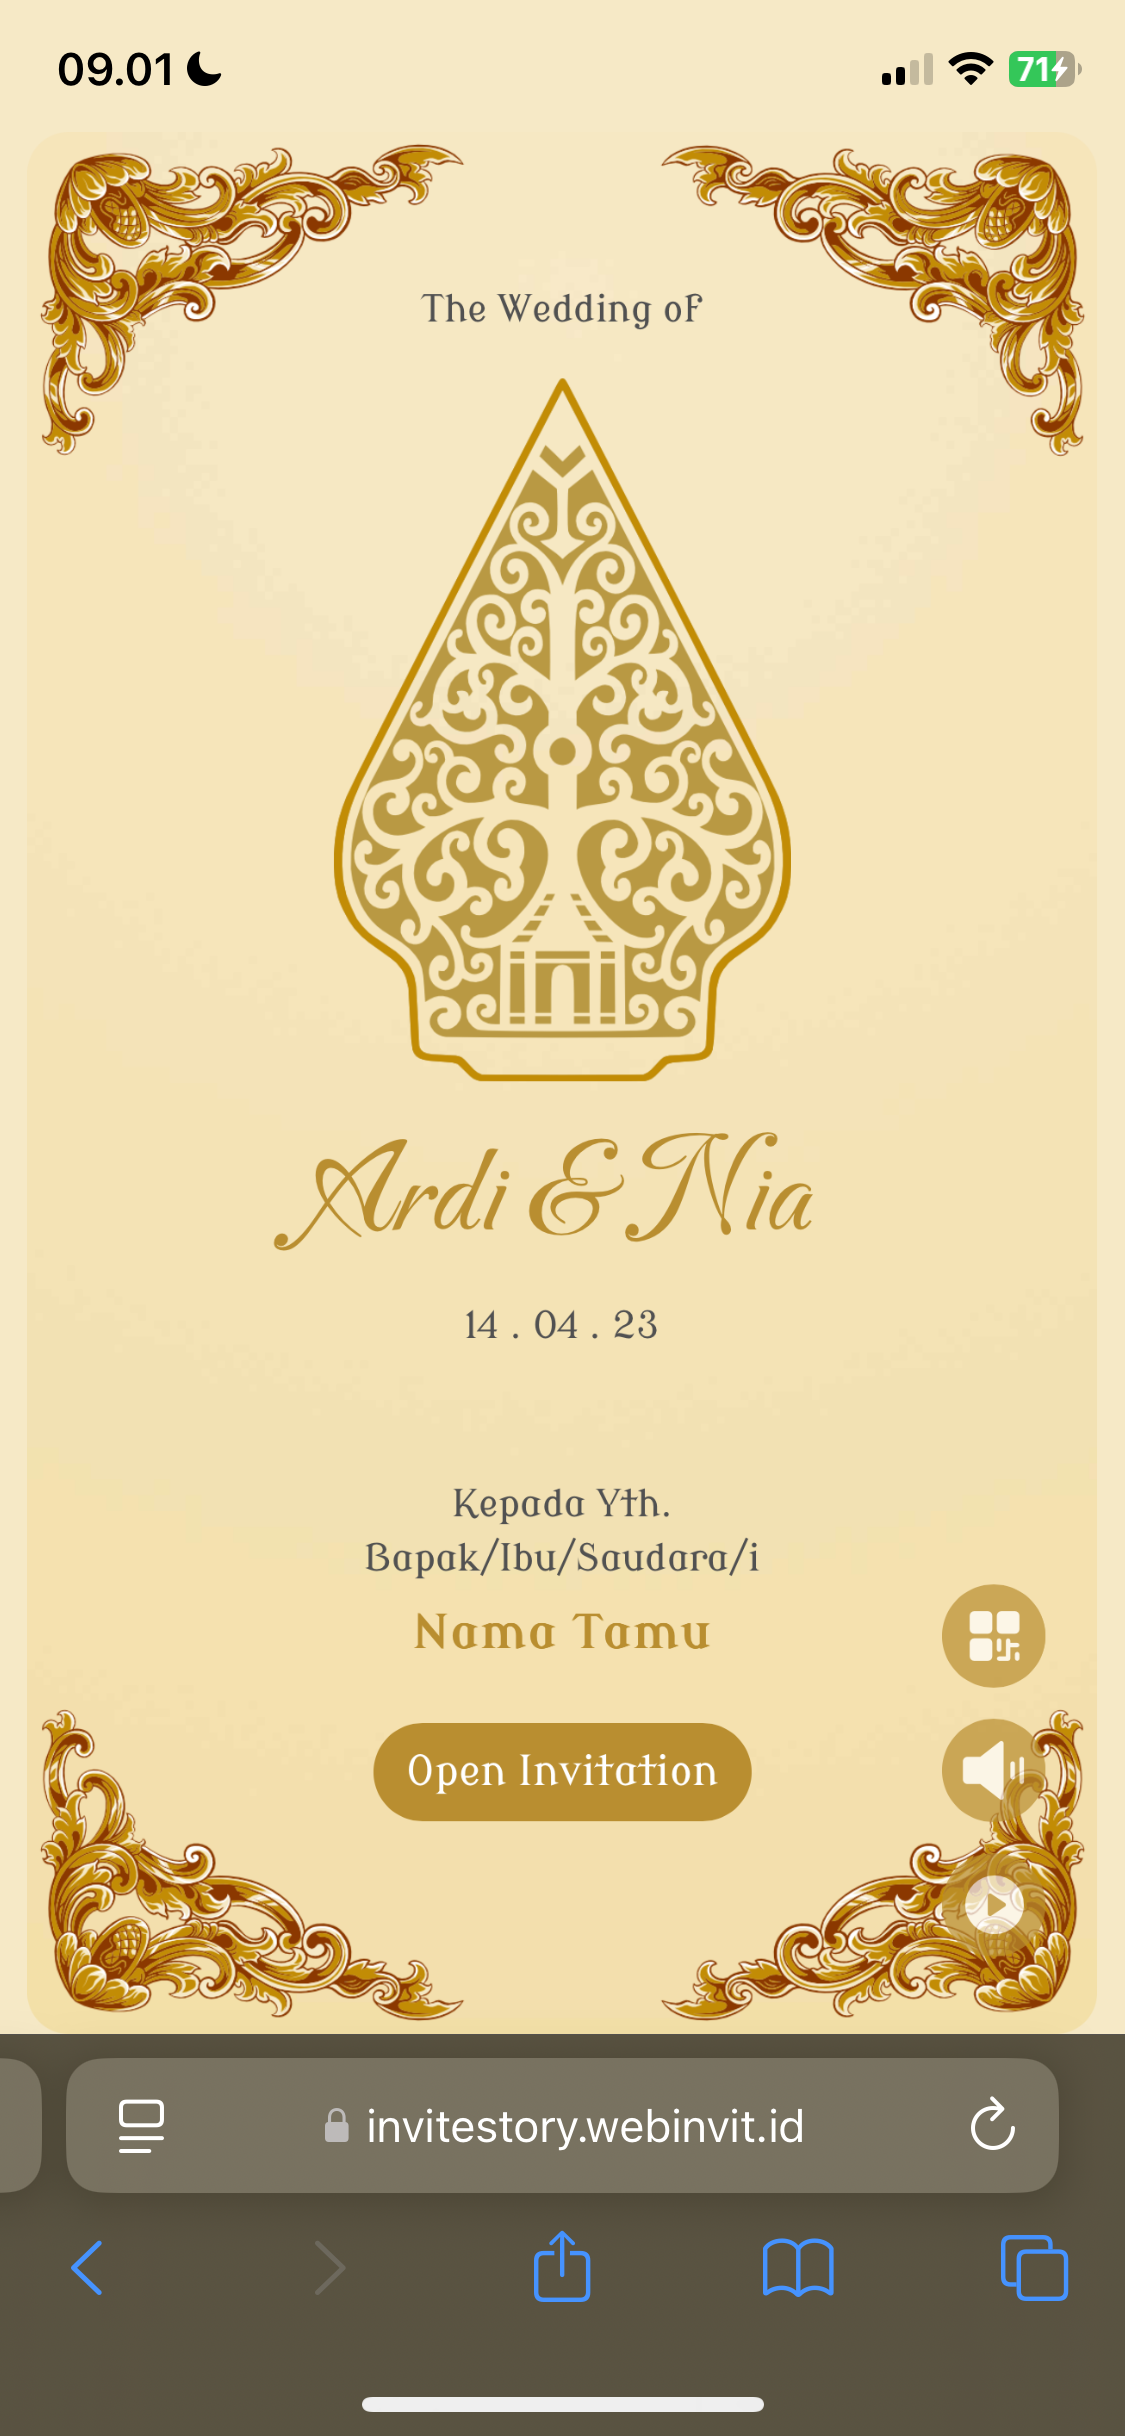 09.01
71
The Wedding of
Ardi & Nia
14 . 04 . 23
Kepada Yth.
Bapak/Ibu/Saudara/i
Nama Tamu
Open Invitation
invitestory.webinvit.id